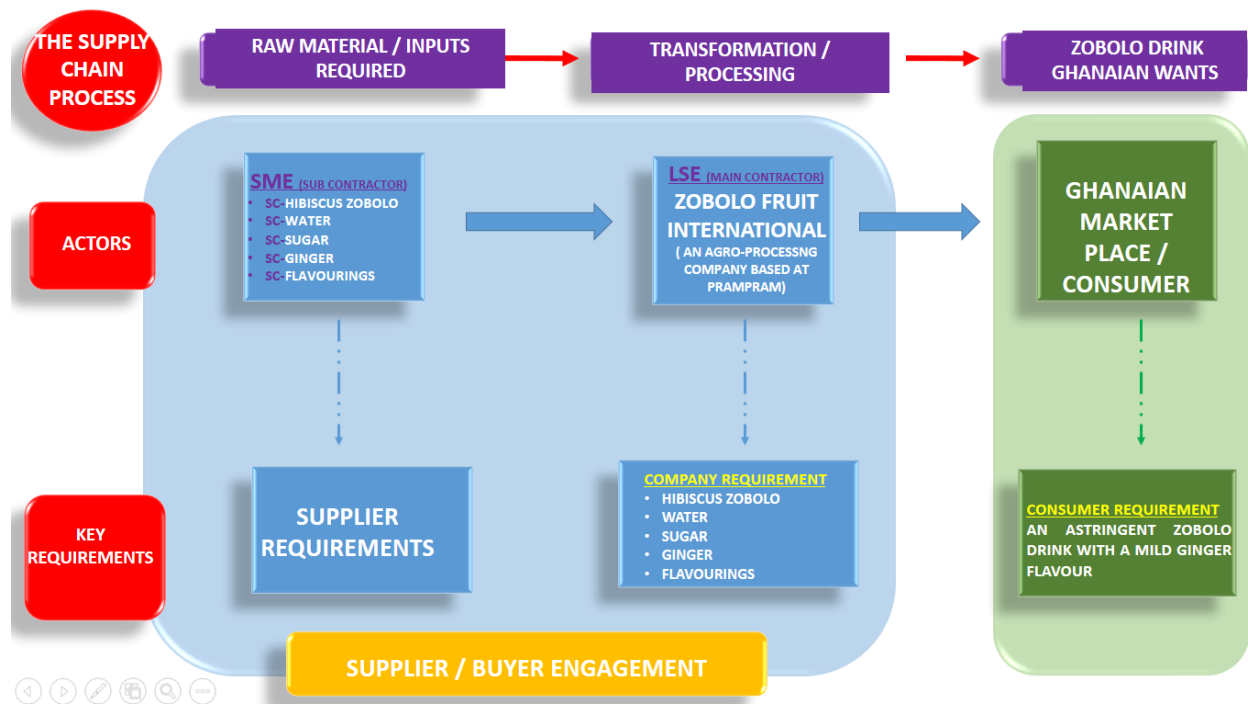 THE SUPPLY
CHAIN
PROCESS
RAW MATERIAL / INPUTS
REQUIRED
TRANSFORMATION /
PROCESSING
ZOBOLO DRINK
GHANAIAN WANTS
ACTORS
SME (SUB CONTRACTOR)
• SC-HIBISCUS ZOBOLO
• SC-WATER
• SC-SUGAR
• SC-GINGER
• SC-FLAVOURINGS
LSE (MAIN CONTRACTOR)
ZOBOLO FRUIT
INTERNATIONAL
( AN AGRO-PROCESSNG
COMPANY BASED AT
PRAMPRAM)
GHANAIAN
MARKET
PLACE /
CONSUMER
KEY
REQUIREMENTS
SUPPLIER
REQUIREMENTS
COMPANY REQUIREMENT
• HIBISCUS ZOBOLO
• WATER
• SUGAR
• GINGER
• FLAVOURINGS
CONSUMER REQUIREMENT
AN ASTRINGENT ZOBOLO
DRINK WITH A MILD GINGER
FLAVOUR
SUPPLIER / BUYER ENGAGEMENT